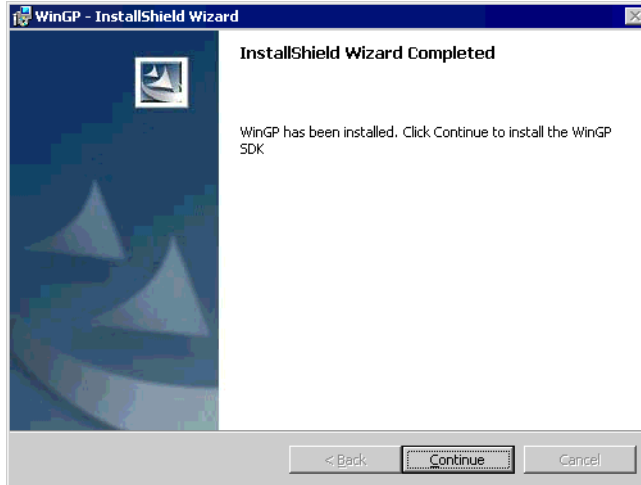 WinGP - InstallShield Wizard
InstallShield Wizard Completed
WinGP has been installed. Click Continue to install the WinGP
SDK
< Back Continue Cancel